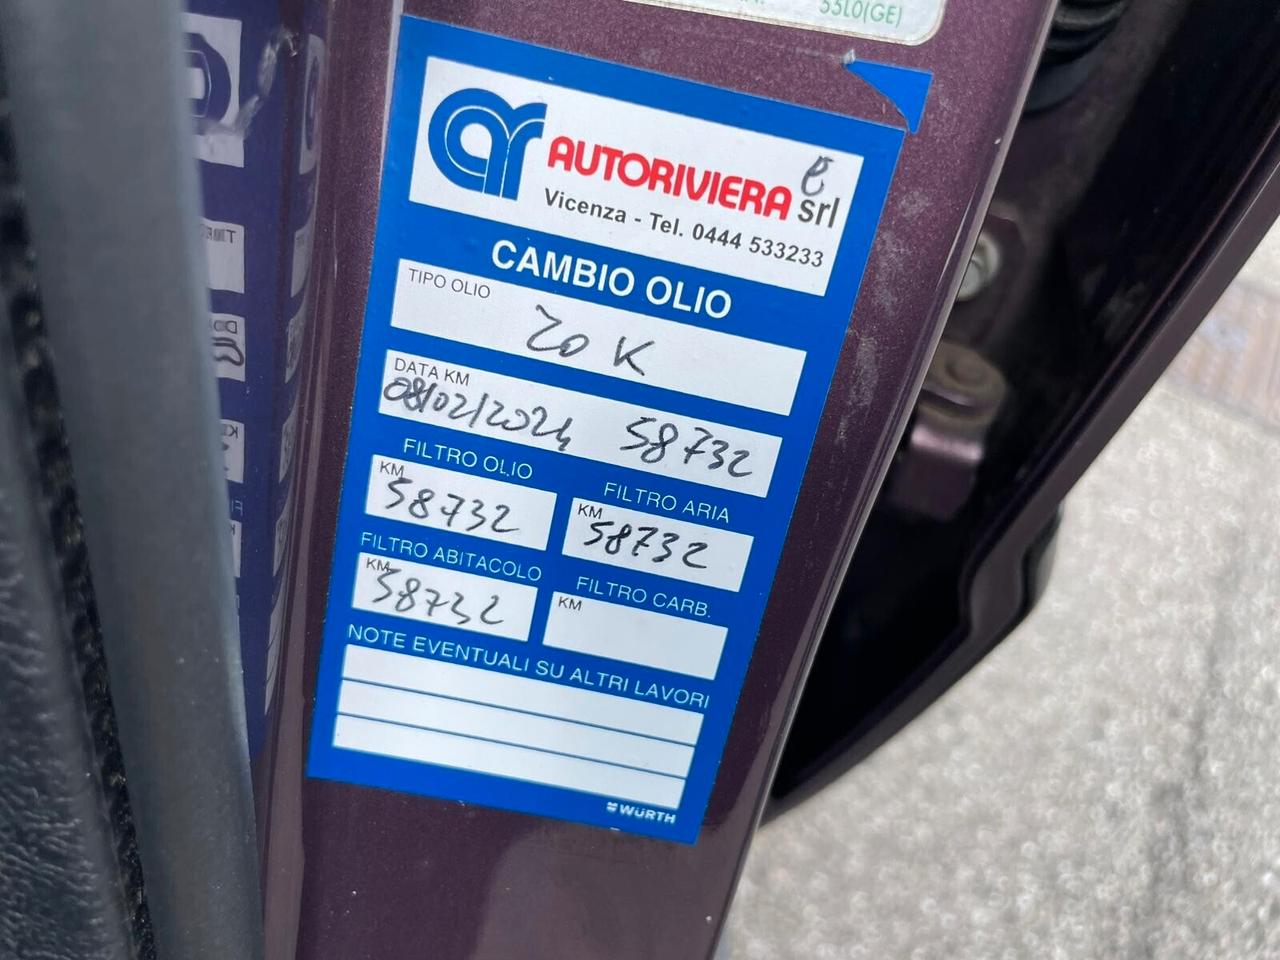 53L0(GE)
ar AUTORIVIERA e srl
Vicenza - Tel. 0444 533233
CAMBIO OLIO
TIPO OLIO
20 K
DATA KM
08/02/2024 58732
FILTRO OLIO
KM
58732
FILTRO ARIA
KM
58732
FILTRO ABITACOLO
KM
58732
FILTRO CARB.
KM
NOTE EVENTUALI SU ALTRI LAVORI
WÜRTH